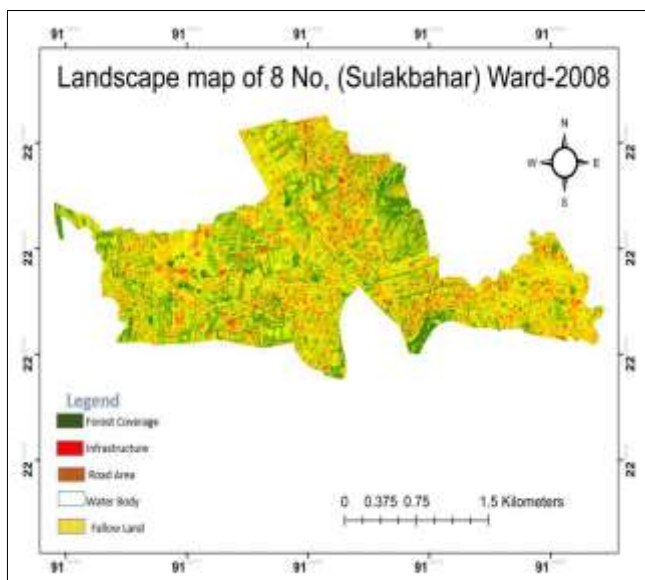 91 91 91 91 91
Landscape map of 8 No, (Sulakbahar) Ward-2008
N
W E
S
22 22
22 22
22 22
22 22
Legend
Forest Coverage
Infrastructure
Road Area
Water Body
Fallow Land
0 0.375 0.75 1.5 Kilometers
91 91 91 91 91